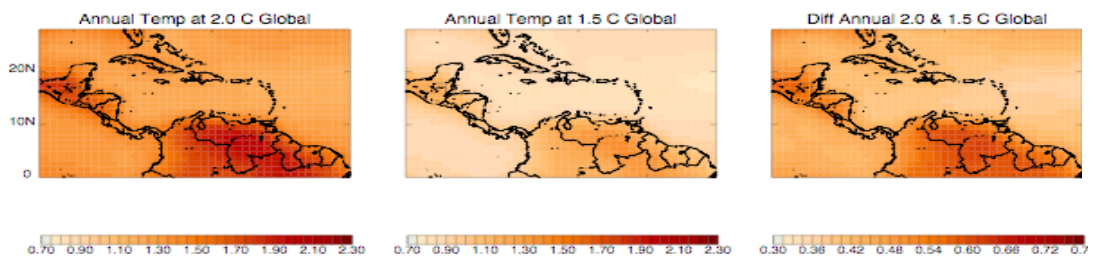 Annual Temp at 2.0 C Global
Annual Temp at 1.5 C Global
Diff Annual 2.0 & 1.5 C Global
20N
10N
0
0.70 0.90 1.10 1.30 1.50 1.70 1.90 2.10 2.30
0.70 0.90 1.10 1.30 1.50 1.70 1.90 2.10 2.30
0.30 0.36 0.42 0.48 0.54 0.60 0.66 0.72 0.7